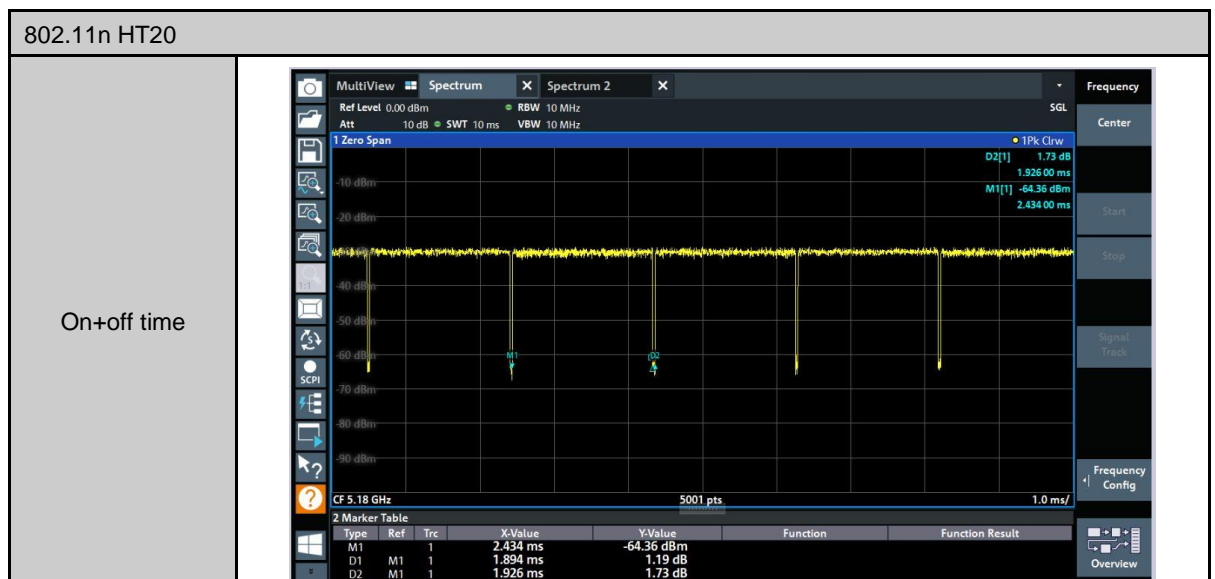 802.11n HT20
On+off time
MultiView Spectrum Spectrum 2
Frequency
Ref Level 0.00 dBm RBW 10 MHz SGL
Att 10 dB SWT 10 ms VBW 10 MHz
Center
1 Zero Span 1Pk Clrw
D2[1] 1.73 dB
1.926 00 ms
M1[1] -64.36 dBm
2.434 00 ms
-10 dBm
-20 dBm
Start
Stop
1:1
-40 dBm
-50 dBm
Signal
Track
-60 dBm
M1
D2
SCPI
-70 dBm
-80 dBm
-90 dBm
Frequency
Config
CF 5.18 GHz 5001 pts 1.0 ms/
2 Marker Table
Type Ref Trc X-Value Y-Value Function Function Result
M1 1 2.434 ms -64.36 dBm
D1 M1 1 1.894 ms 1.19 dB
D2 M1 1 1.926 ms 1.73 dB
Overview